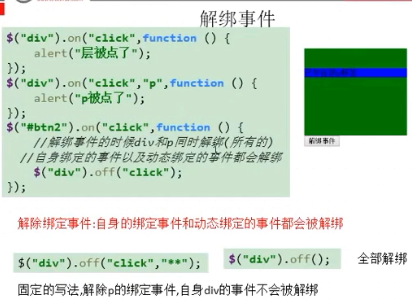 解绑事件
$("div").on("click",function () {
    alert("层被点了");
});
$("div").on("click","p",function () {
    alert("p被点了");
});
$("#btn2").on("click",function () {
    //解绑事件的时候div和p同时解绑(所有的)
    //自身绑定的事件以及动态绑定的事件都会解绑
    $("div").off("click");
});
解绑事件
解除绑定事件:自身的绑定事件和动态绑定的事件都会被解绑
$("div").off("click","**");
$("div").off();
全部解绑
固定的写法,解除p的绑定事件,自身div的事件不会被解绑